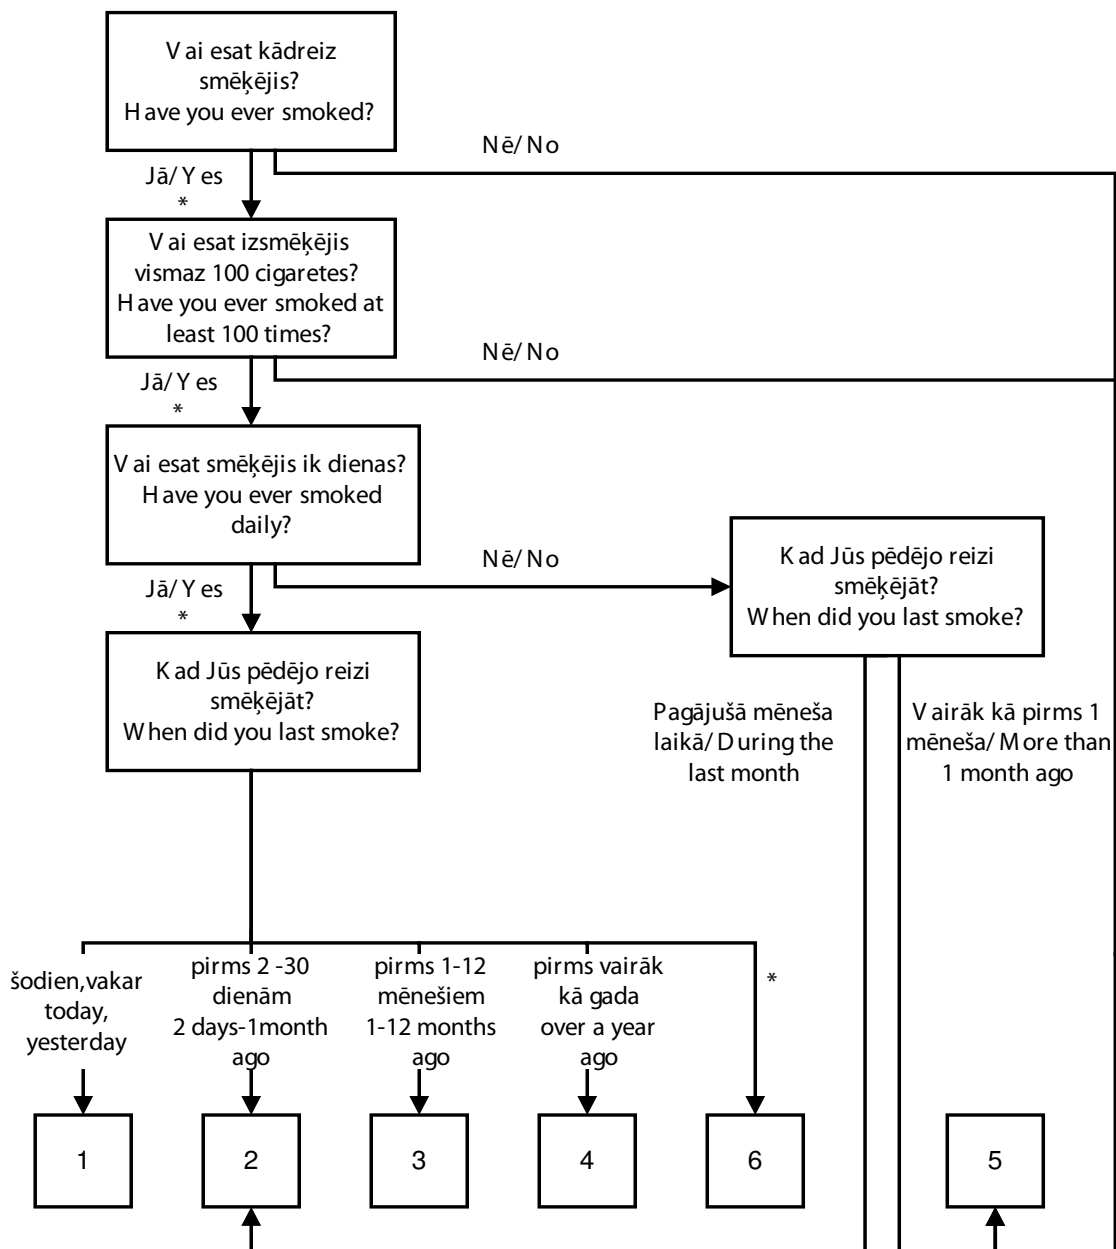 Vai esat kādreiz
smēķējis?
Have you ever smoked?
Nē/ No
Jā/ Yes
*
Vai esat izsmēķējis
vismaz 100 cigaretes?
Have you ever smoked at
least 100 times?
Nē/ No
Jā/ Yes
*
Vai esat smēķējis ik dienas?
Have you ever smoked
daily?
Nē/ No
Jā/ Yes
*
Kad Jūs pēdējo reizi
smēķējāt?
When did you last smoke?
Kad Jūs pēdējo reizi
smēķējāt?
When did you last smoke?
Pagājušā mēneša
laikā/ During the
last month
Vairāk kā pirms 1
mēneša/ More than
1 month ago
šodien,vakar
today,
yesterday
pirms 2 -30
dienām
2 days-1month
ago
pirms 1-12
mēnešiem
1-12 months
ago
pirms vairāk
kā gada
over a year
ago
*
1
2
3
4
6
5